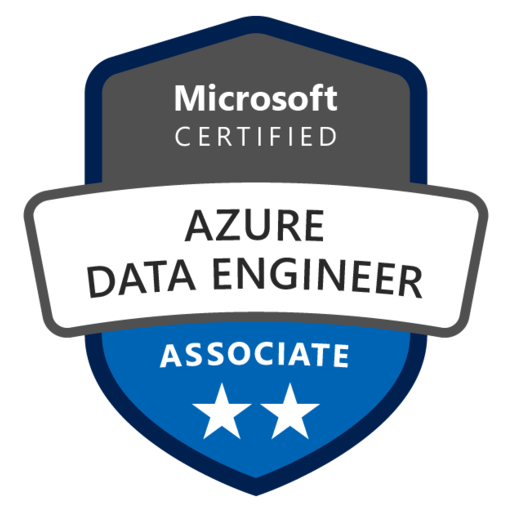 Microsoft
CERTIFIED
AZURE
DATA ENGINEER
ASSOCIATE